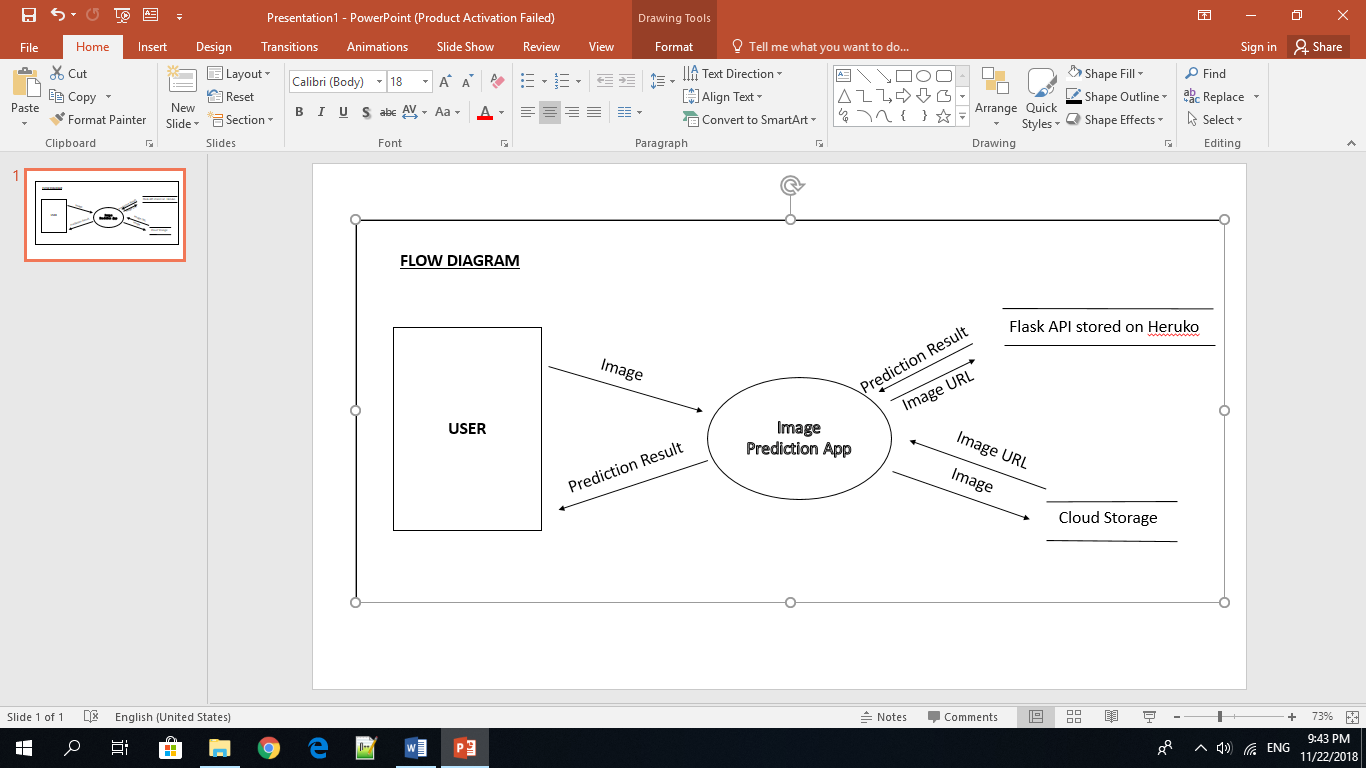 Presentation1 - PowerPoint (Product Activation Failed)
Drawing Tools
File
Home
Insert
Design
Transitions
Animations
Slide Show
Review
View
Format
Tell me what you want to do...
Sign in
Share
Paste
Cut
Copy
Format Painter
Clipboard
New
Slide
Layout
Reset
Section
Slides
Calibri (Body)
18
A A
B I U S abc AV Aa A
Font
Text Direction
Align Text
Convert to SmartArt
Paragraph
Arrange
Quick
Styles
Shape Fill
Shape Outline
Shape Effects
Drawing
Find
Replace
Select
Editing
1
FLOW DIAGRAM
USER
Image
Prediction Result
Image
Prediction App
Prediction Result
Image URL
Flask API stored on Heruko
Image URL
Image
Cloud Storage
Slide 1 of 1
English (United States)
Notes
Comments
73%
ENG
9:43 PM
11/22/2018